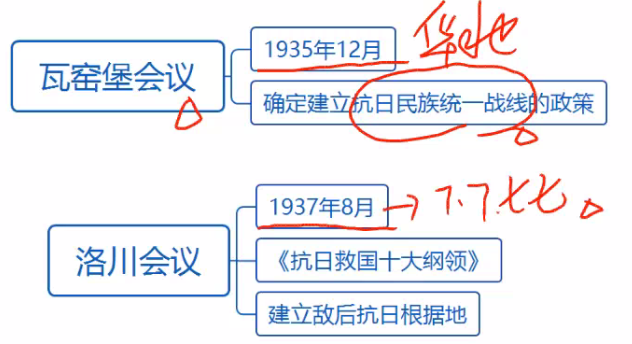 1935年12月
华北
瓦窑堡会议
确定建立抗日民族统一战线的政策
1937年8月
7.7.七七
洛川会议
《抗日救国十大纲领》
建立敌后抗日根据地